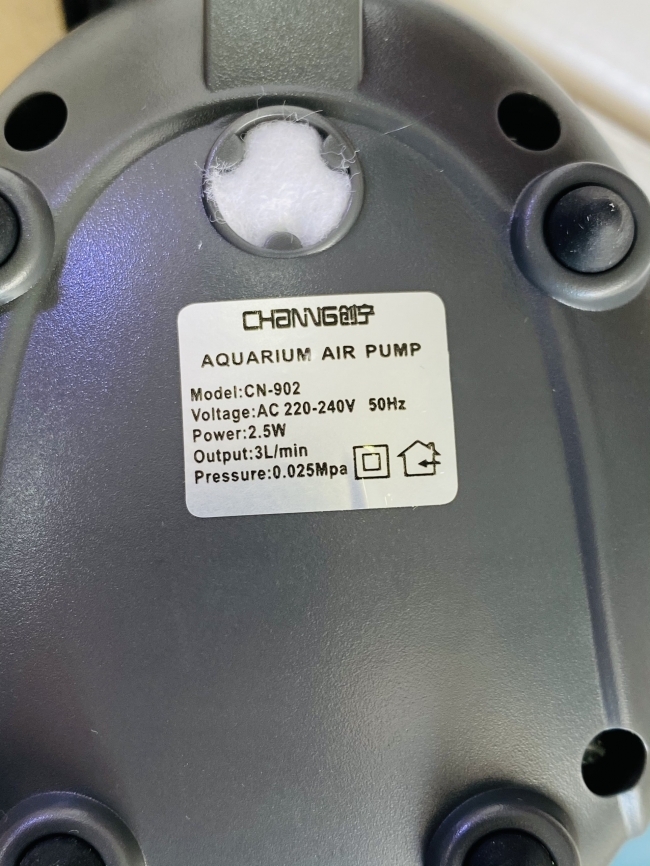 CHANNG创宁
AQUARIUM AIR PUMP
Model:CN-902
Voltage:AC 220-240V 50Hz
Power:2.5W
Output:3L/min
Pressure:0.025Mpa